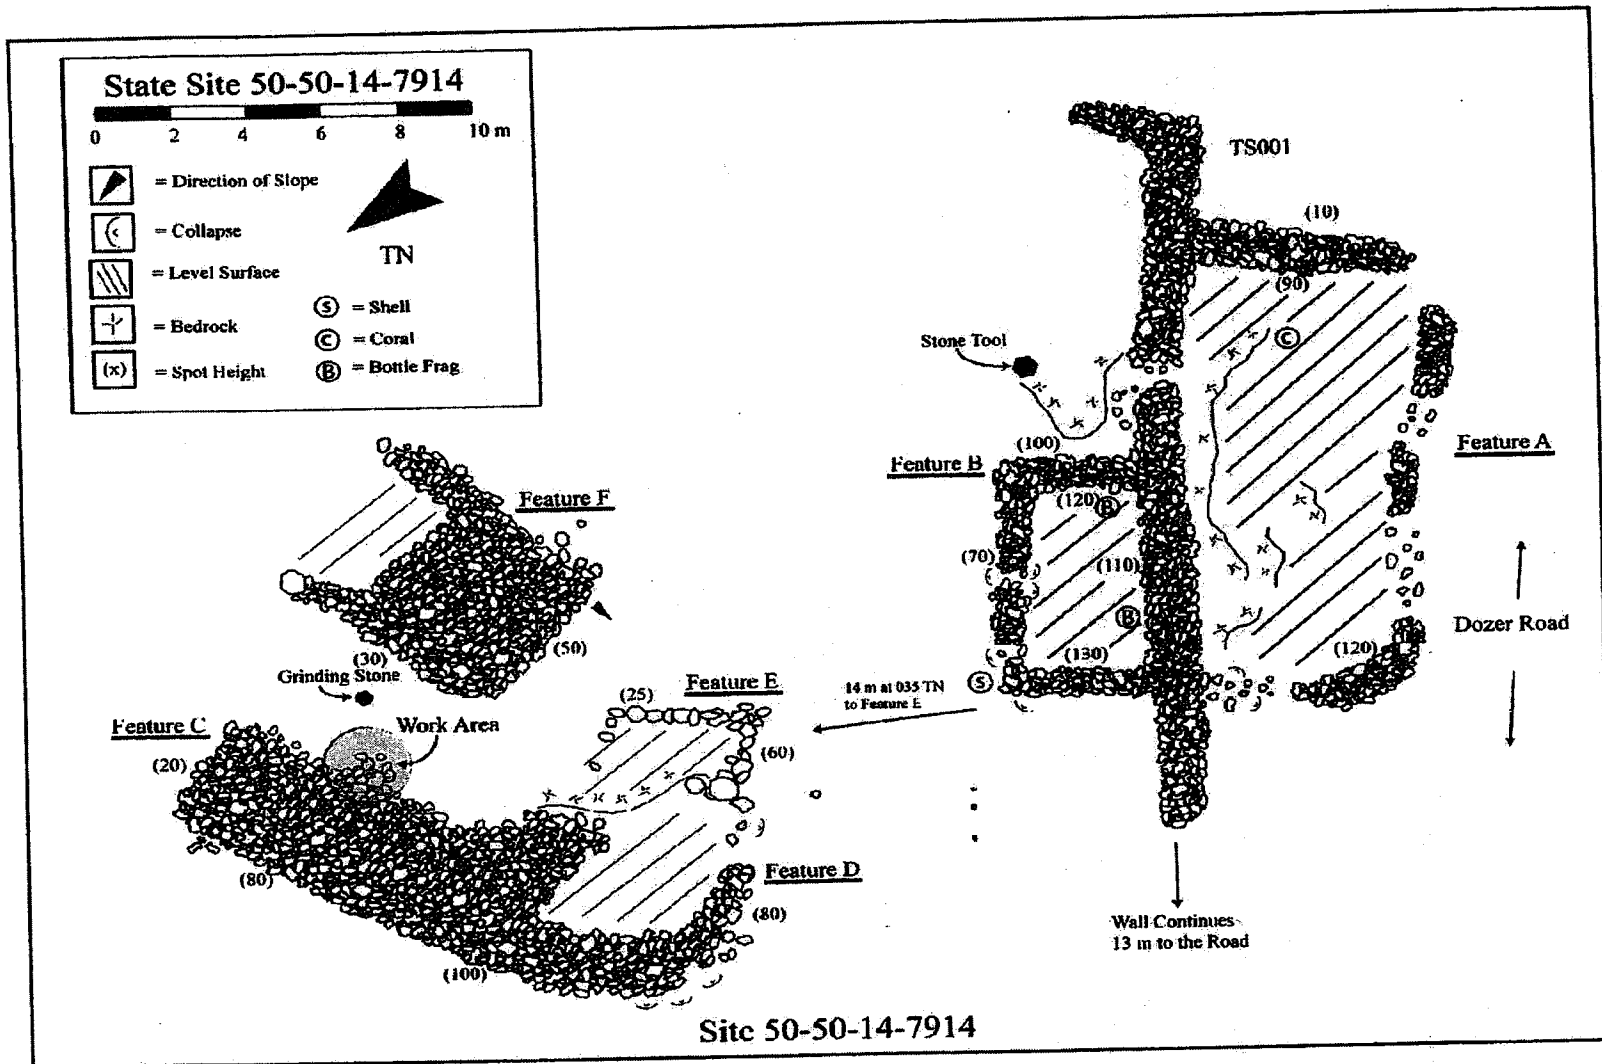 State Site 50-50-14-7914
0 2 4 6 8 10 m
= Direction of Slope
= Collapse
= Level Surface
= Bedrock
(x) = Spot Height
TN
S = Shell
C = Coral
B = Bottle Frag
TS001
(10)
(90)
C
Stone Tool
Feature A
(100)
Feature B
(120) B
(70)
(110)
B
(130)
(120)
Dozer Road
S
14 m at 035 TN
to Feature E
Feature F
(50)
(30)
Grinding Stone
Feature E
(25)
(60)
Feature C
Work Area
(20)
(80)
Feature D
(80)
(100)
Wall Continues
13 m to the Road
Site 50-50-14-7914